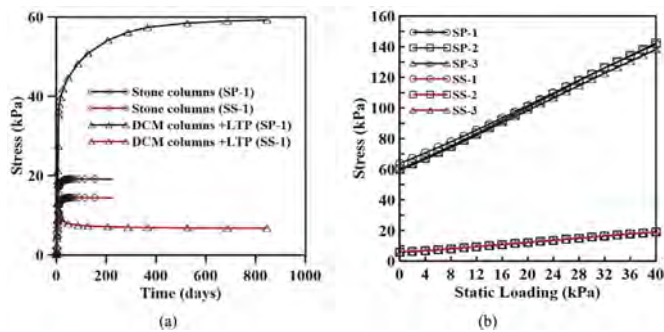 (a)
60
40
20
0
Stress (kPa)
Stone columns (SP-1)
Stone columns (SS-1)
DCM columns +LTP (SP-1)
DCM columns +LTP (SS-1)
0 200 400 600 800 1000
Time (days)
(a)
(b)
160
140
120
100
80
60
40
20
0
Stress (kPa)
SP-1
SP-2
SP-3
SS-1
SS-2
SS-3
0 4 8 12 16 20 24 28 32 36 40
Static Loading (kPa)
(b)